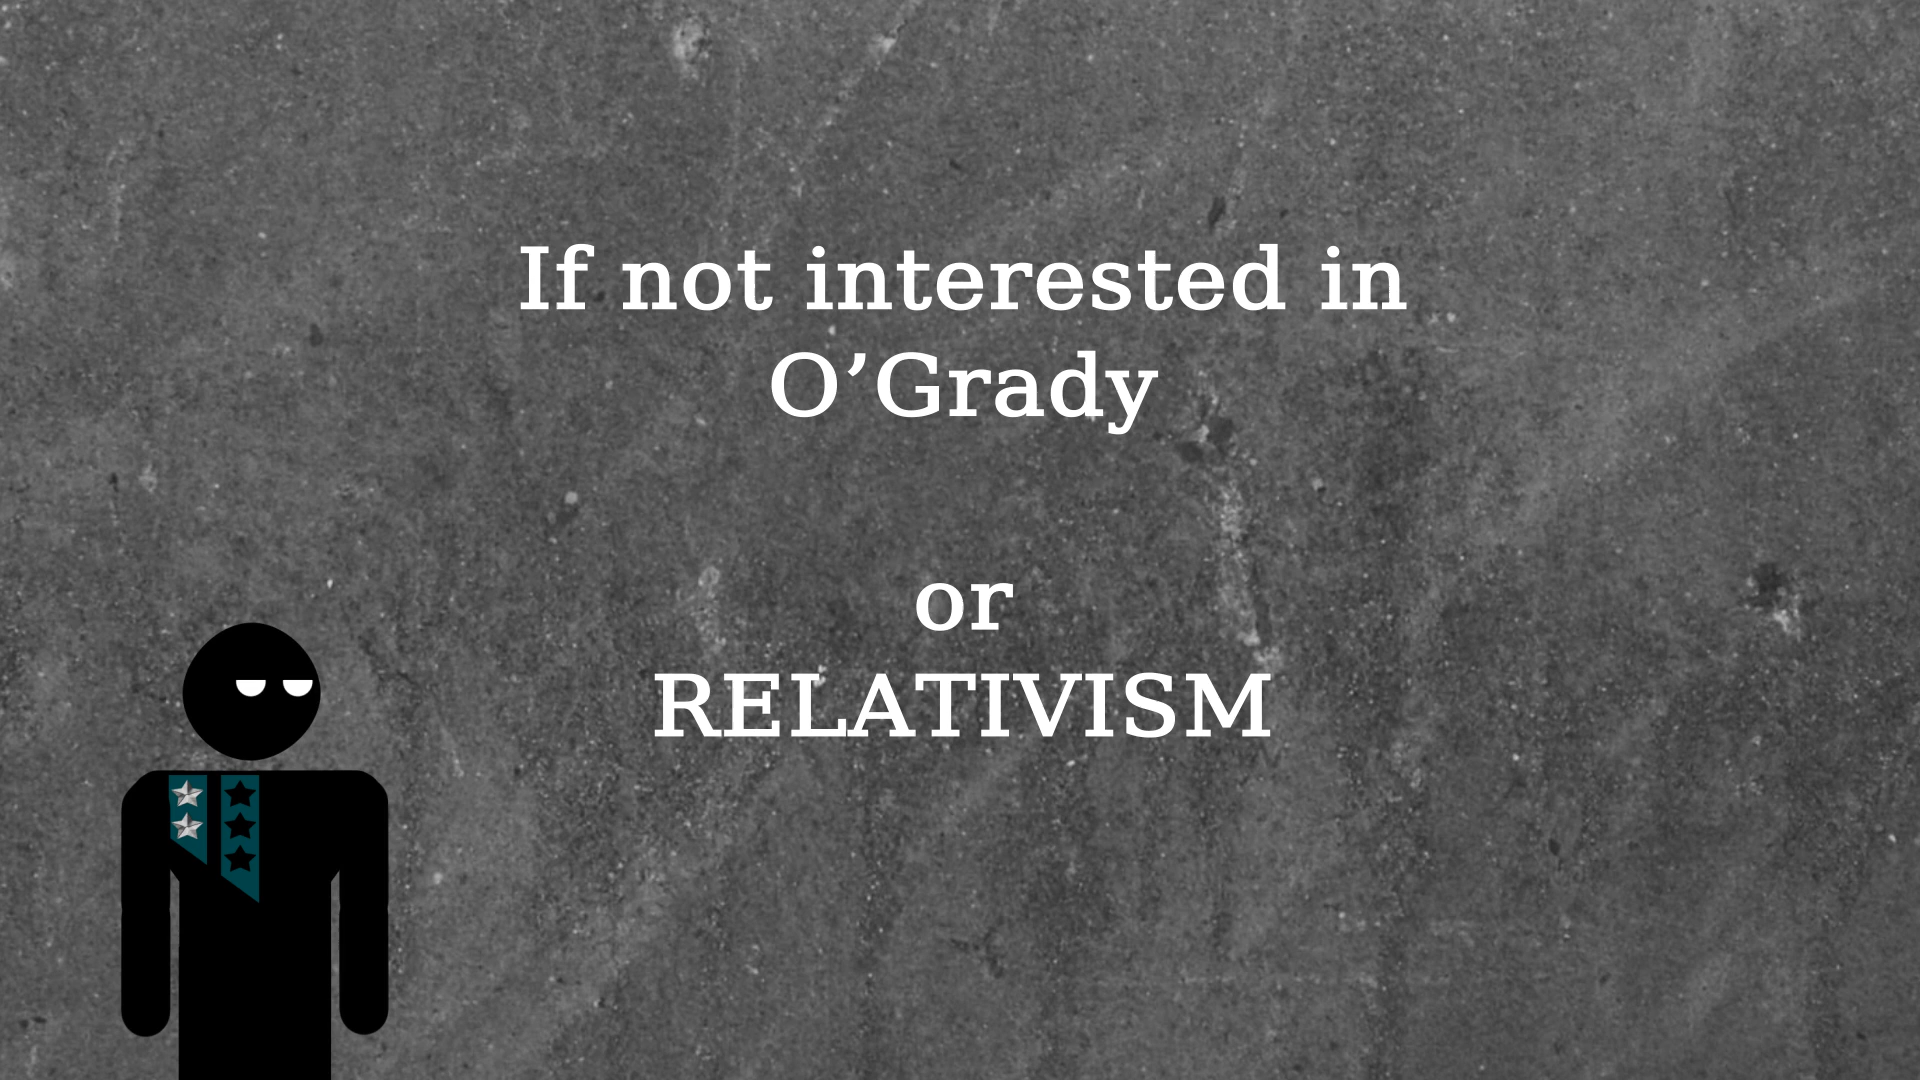 If not interested in
O’Grady
or
RELATIVISM